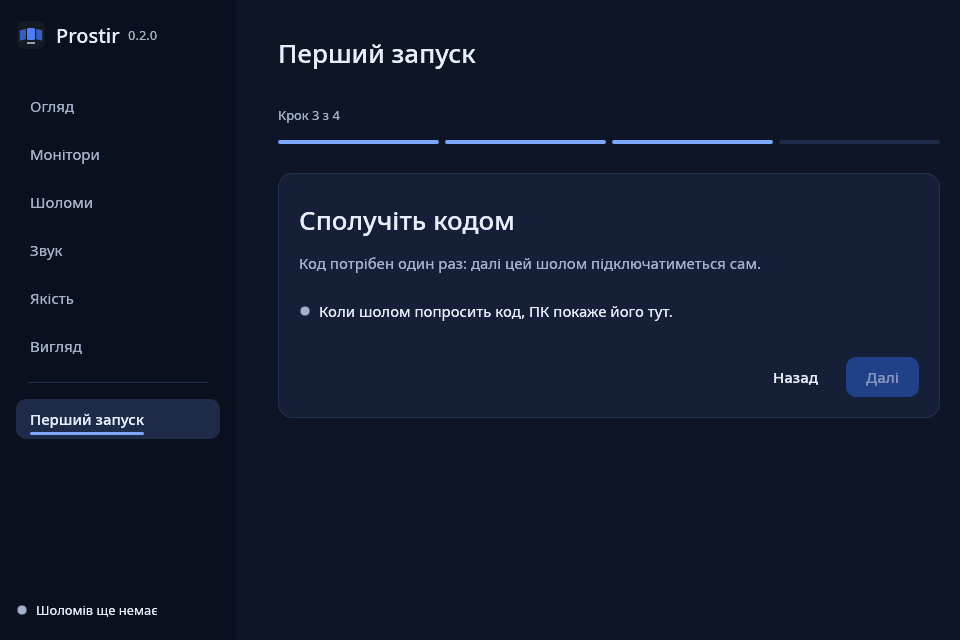 Prostir 0.2.0
Огляд
Монітори
Шоломи
Звук
Якість
Вигляд
Перший запуск
Шоломів ще немає
Перший запуск
Крок 3 з 4
Сполучіть кодом
Код потрібен один раз: далі цей шолом підключатиметься сам.
Коли шолом попросить код, ПК покаже його тут.
Назад
Далі